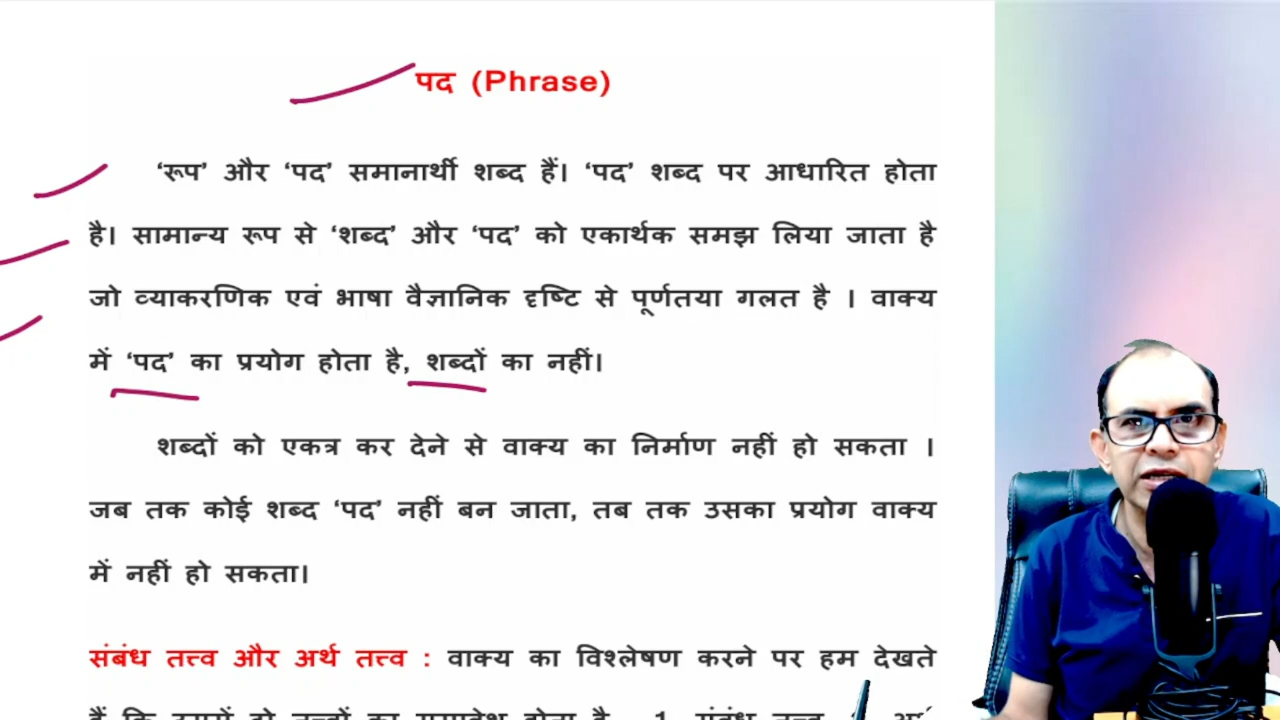 पद (Phrase)
‘रूप’ और ‘पद’ समानार्थी शब्द हैं। ‘पद’ शब्द पर आधारित होता
है। सामान्य रूप से ‘शब्द’ और ‘पद’ को एकार्थक समझ लिया जाता है
जो व्याकरणिक एवं भाषा वैज्ञानिक दृष्टि से पूर्णतया गलत है । वाक्य
में ‘पद’ का प्रयोग होता है, शब्दों का नहीं।
शब्दों को एकत्र कर देने से वाक्य का निर्माण नहीं हो सकता ।
जब तक कोई शब्द ‘पद’ नहीं बन जाता, तब तक उसका प्रयोग वाक्य
में नहीं हो सकता।
संबंध तत्त्व और अर्थ तत्त्व : वाक्य का विश्लेषण करने पर हम देखते